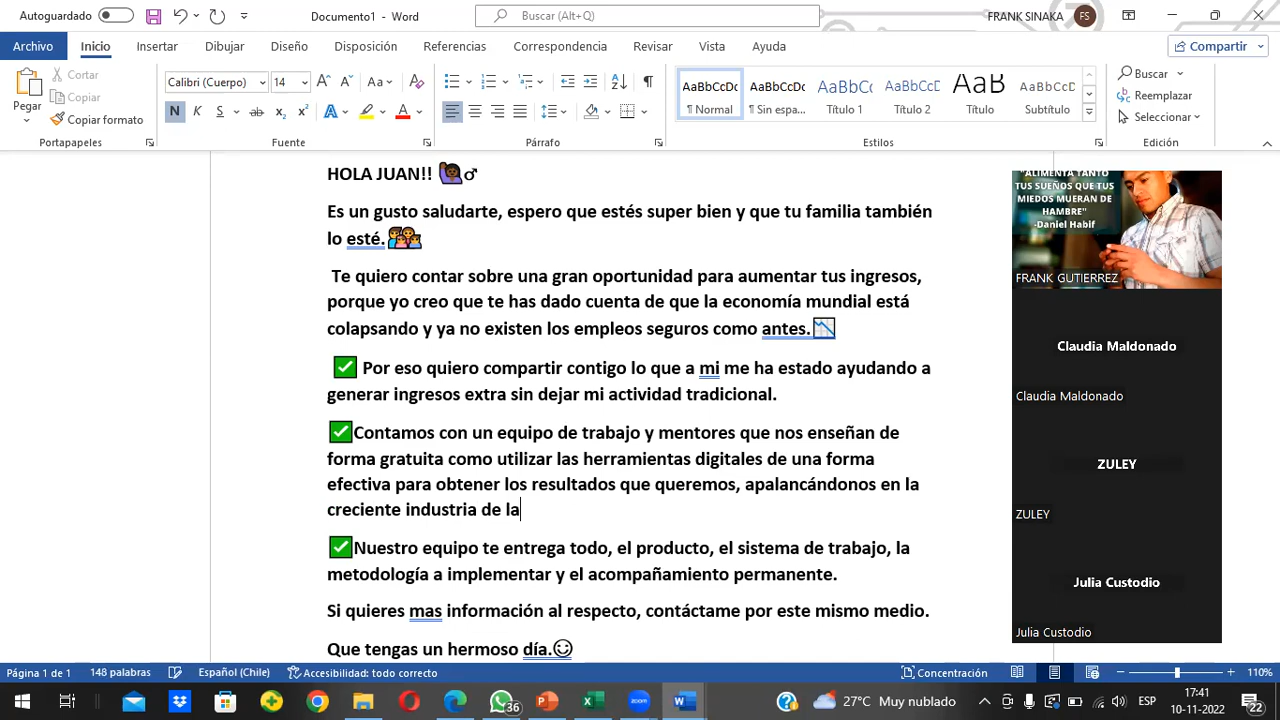 Autoguardado
Documento1 - Word
Buscar (Alt+Q)
FRANK SINAKA
FS
Archivo
Inicio
Insertar
Dibujar
Diseño
Disposición
Referencias
Correspondencia
Revisar
Vista
Ayuda
Compartir
Pegar
Cortar
Copiar
Copiar formato
Portapapeles
Calibri (Cuerpo)
14
Aa
N K S ab x₂ x² A A
Fuente
Párrafo
AaBbCcDc
¶ Normal
AaBbCcDc
¶ Sin espa...
AaBbC
Título 1
AaBbCcD
Título 2
AaB
Título
AaBbCcD
Subtítulo
Estilos
Buscar
Reemplazar
Seleccionar
Edición
HOLA JUAN!! 🙋🏾♂
Es un gusto saludarte, espero que estés super bien y que tu familia también
lo esté.👨‍👩‍👧‍👦
Te quiero contar sobre una gran oportunidad para aumentar tus ingresos,
porque yo creo que te has dado cuenta de que la economía mundial está
colapsando y ya no existen los empleos seguros como antes.📉
✅ Por eso quiero compartir contigo lo que a mi me ha estado ayudando a
generar ingresos extra sin dejar mi actividad tradicional.
✅Contamos con un equipo de trabajo y mentores que nos enseñan de
forma gratuita como utilizar las herramientas digitales de una forma
efectiva para obtener los resultados que queremos, apalancándonos en la
creciente industria de la
✅Nuestro equipo te entrega todo, el producto, el sistema de trabajo, la
metodología a implementar y el acompañamiento permanente.
Si quieres mas información al respecto, contáctame por este mismo medio.
Que tengas un hermoso día.☺
"ALIMENTA TANTO
TUS SUEÑOS QUE TUS
MIEDOS MUERAN DE
HAMBRE"
-Daniel Habif
FRANK GUTIERREZ
Claudia Maldonado
Claudia Maldonado
ZULEY
ZULEY
Julia Custodio
Julia Custodio
Página 1 de 1
148 palabras
Español (Chile)
Accesibilidad: todo correcto
Concentración
110%
36
27°C Muy nublado
ESP
17:41
10-11-2022
22